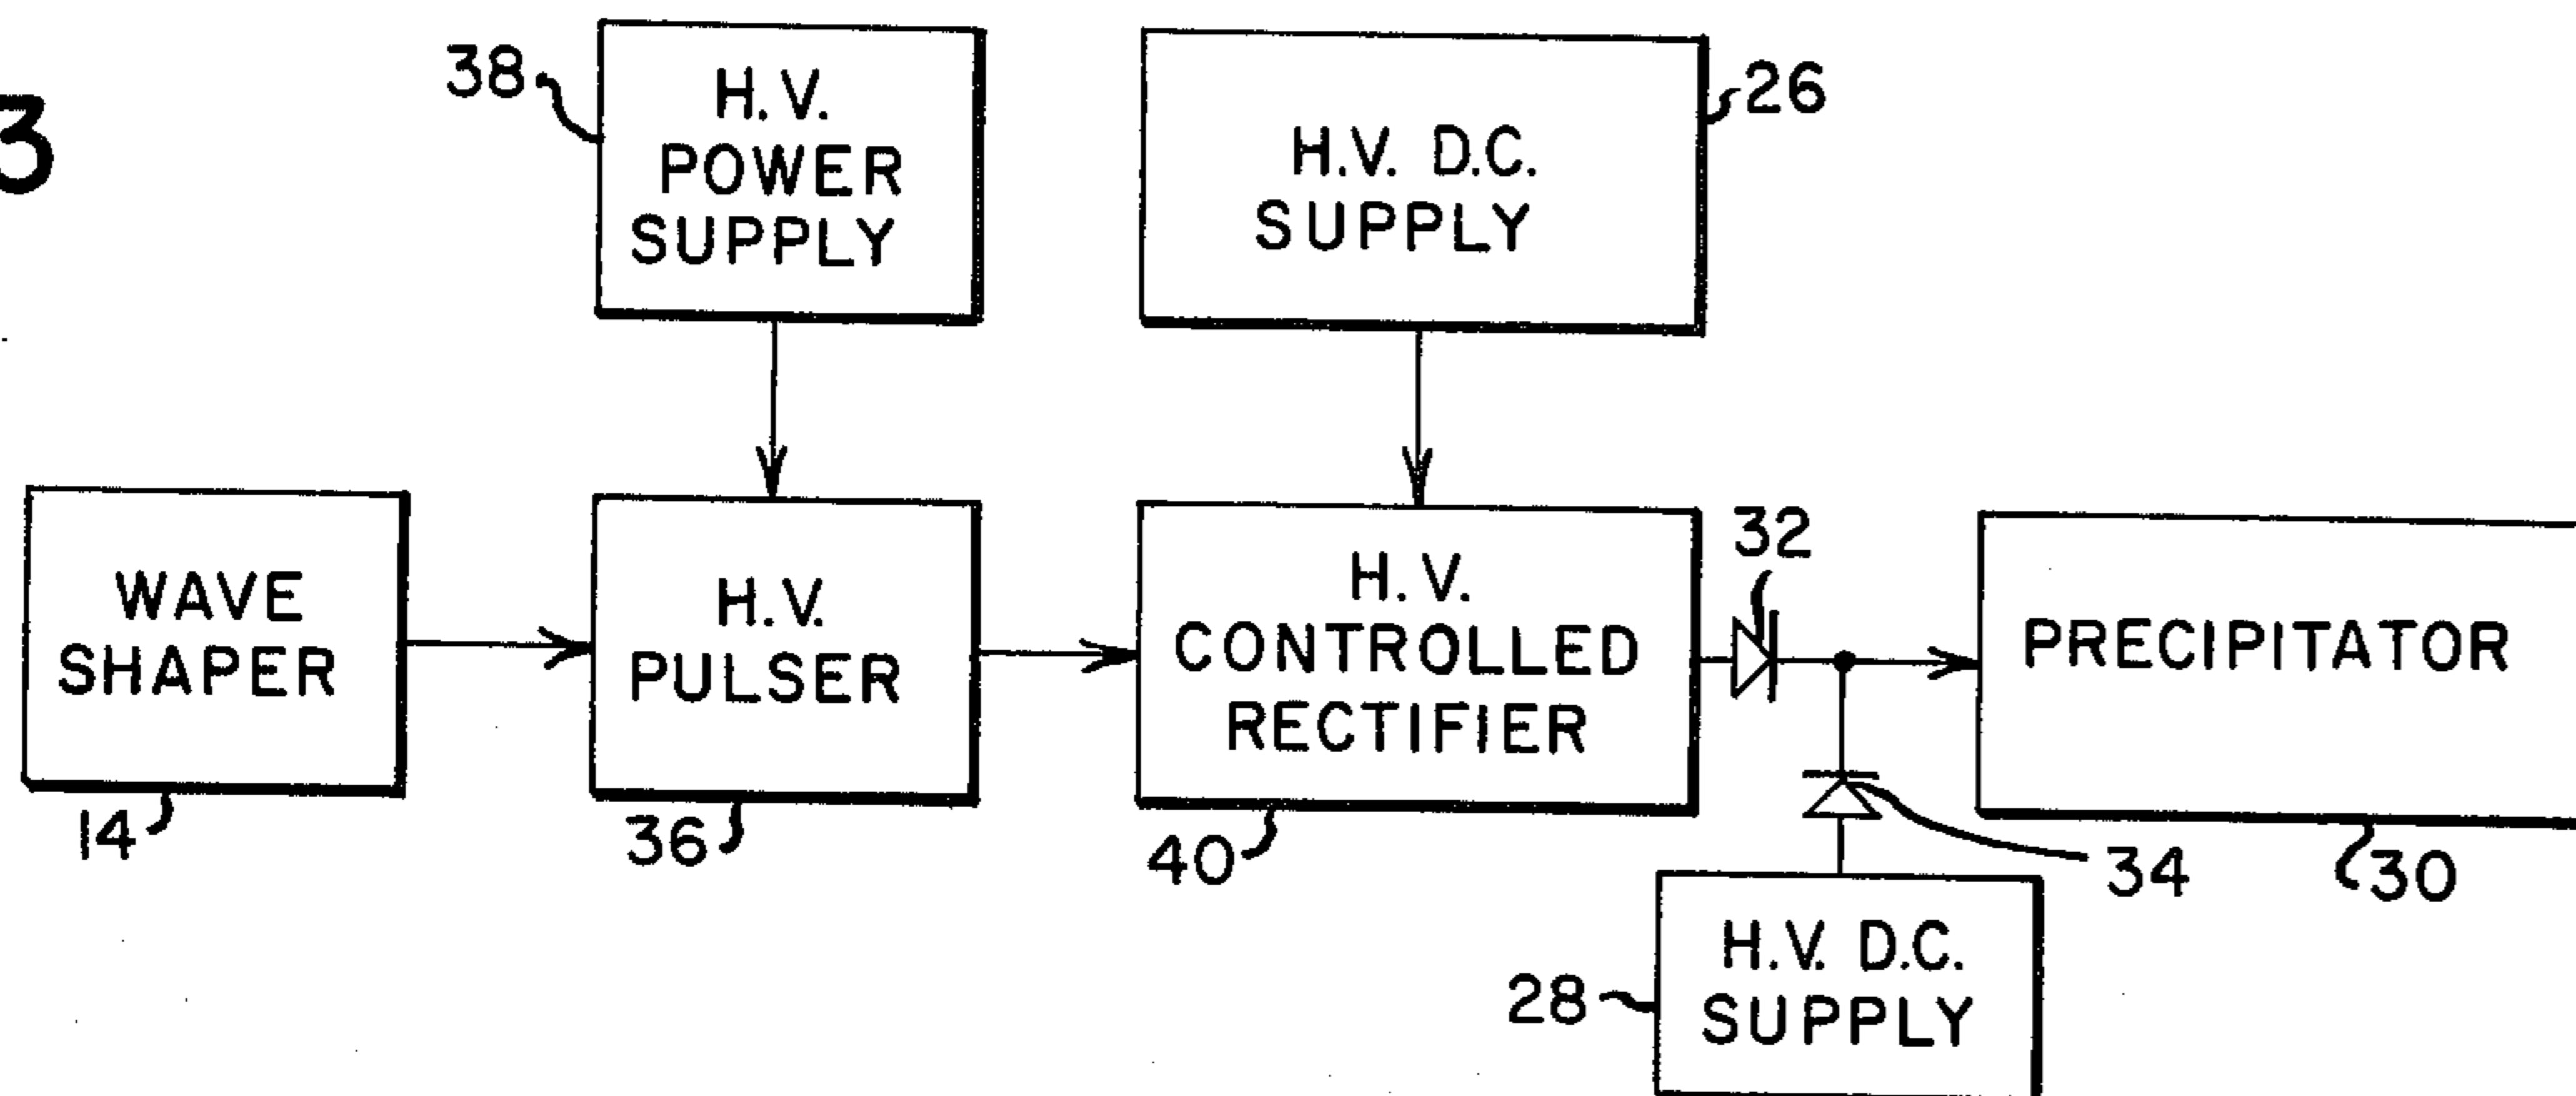 3
38
H.V.
POWER
SUPPLY
H.V. D.C.
SUPPLY
26
WAVE
SHAPER
14
H.V.
PULSER
36
H.V.
CONTROLLED
RECTIFIER
40
32
PRECIPITATOR
30
34
H.V. D.C.
SUPPLY
28